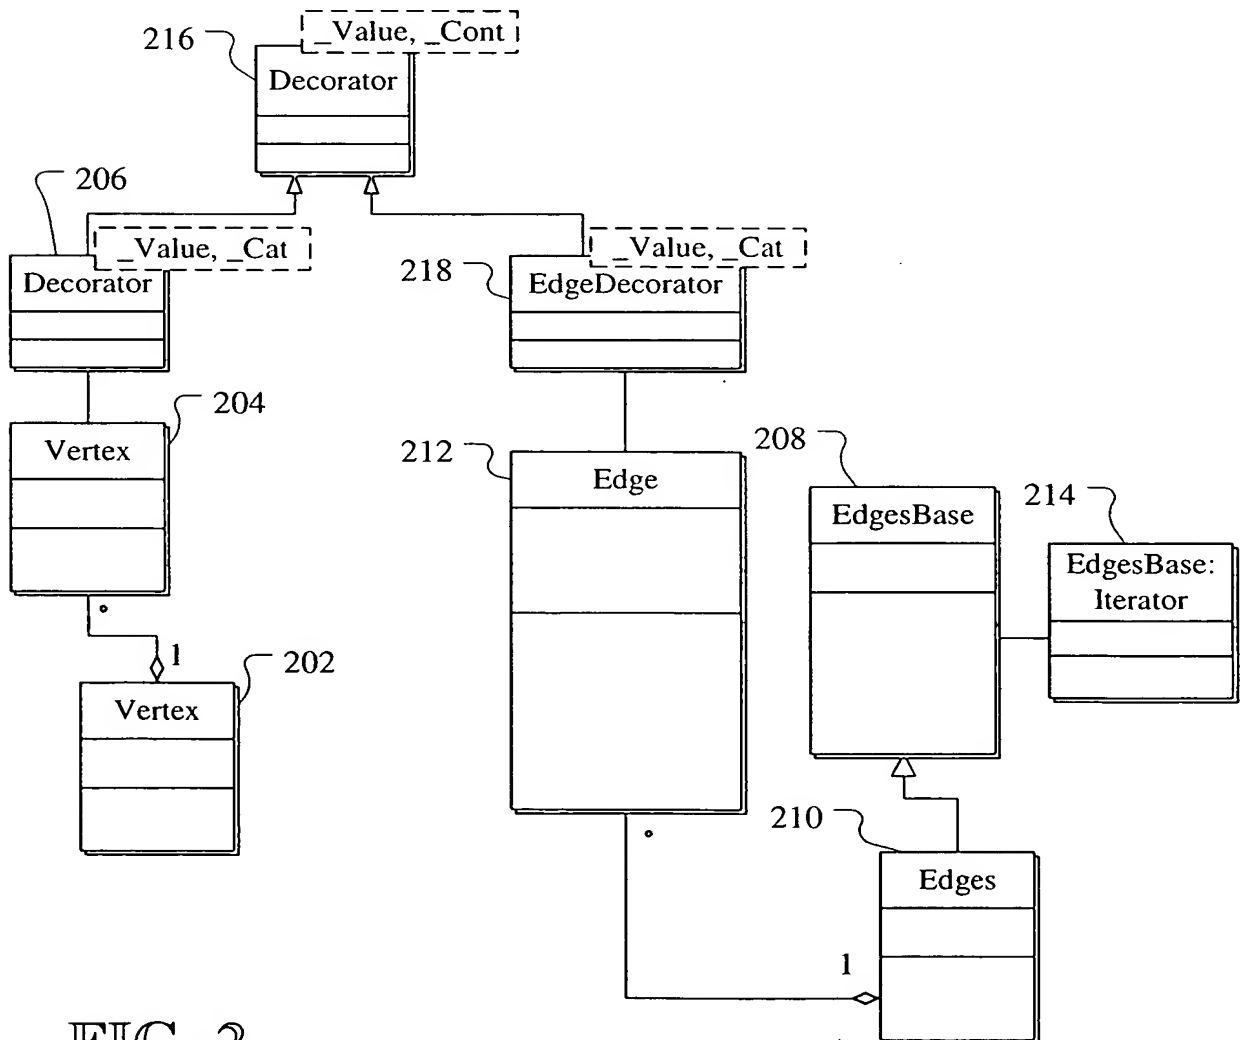 _Value, _Cont
216
Decorator
206
_Value, _Cat
Decorator
_Value, _Cat
218
EdgeDecorator
204
Vertex
212
Edge
208
EdgesBase
214
EdgesBase:
Iterator
1
202
Vertex
210
Edges
1